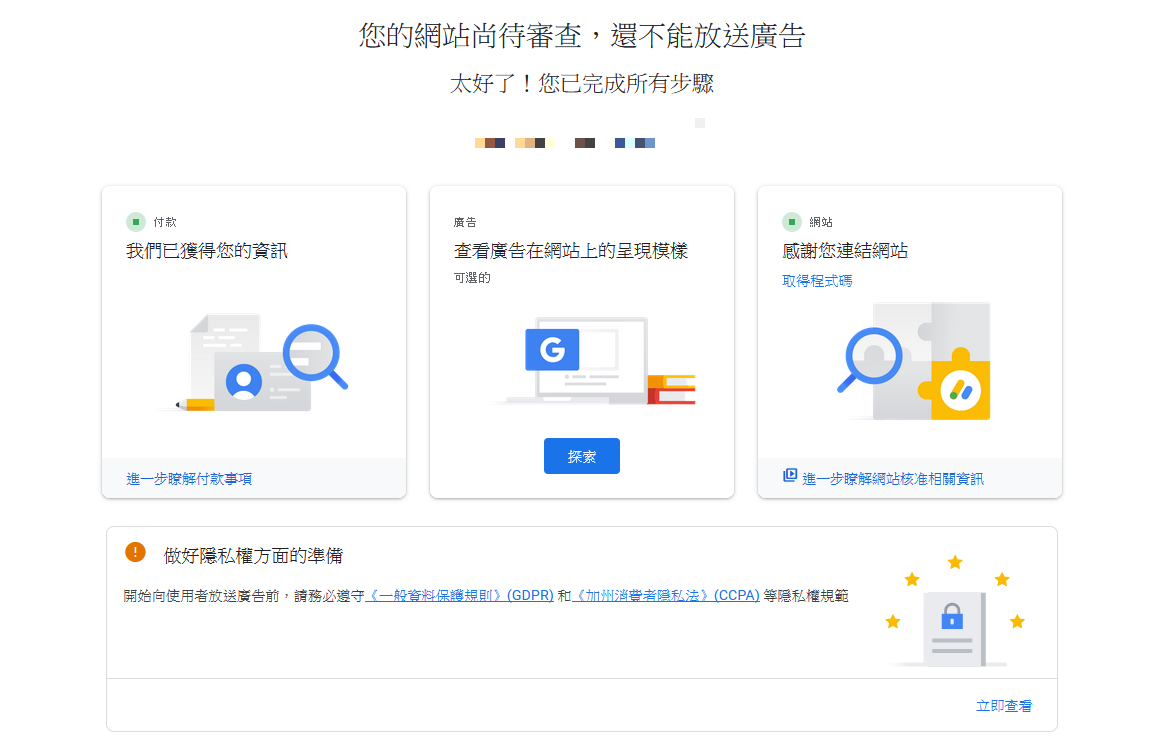 您的網站尚待審查，還不能放送廣告
太好了！您已完成所有步驟
付款
我們已獲得您的資訊
進一步瞭解付款事項
廣告
查看廣告在網站上的呈現模樣
可選的
G
探索
網站
感謝您連結網站
取得程式碼
進一步瞭解網站核准相關資訊
做好隱私權方面的準備
開始向使用者放送廣告前，請務必遵守《一般資料保護規則》(GDPR) 和《加州消費者隱私法》(CCPA) 等隱私權規範
立即查看